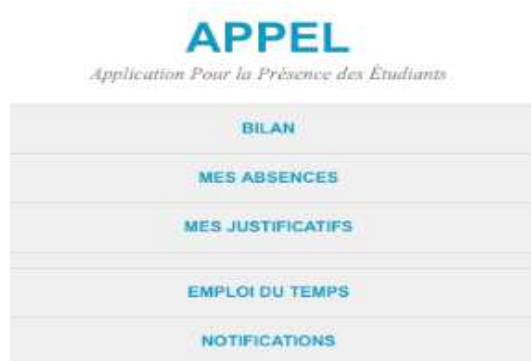 APPEL
Application Pour la Présence des Étudiants
BILAN
MES ABSENCES
MES JUSTIFICATIFS
EMPLOI DU TEMPS
NOTIFICATIONS